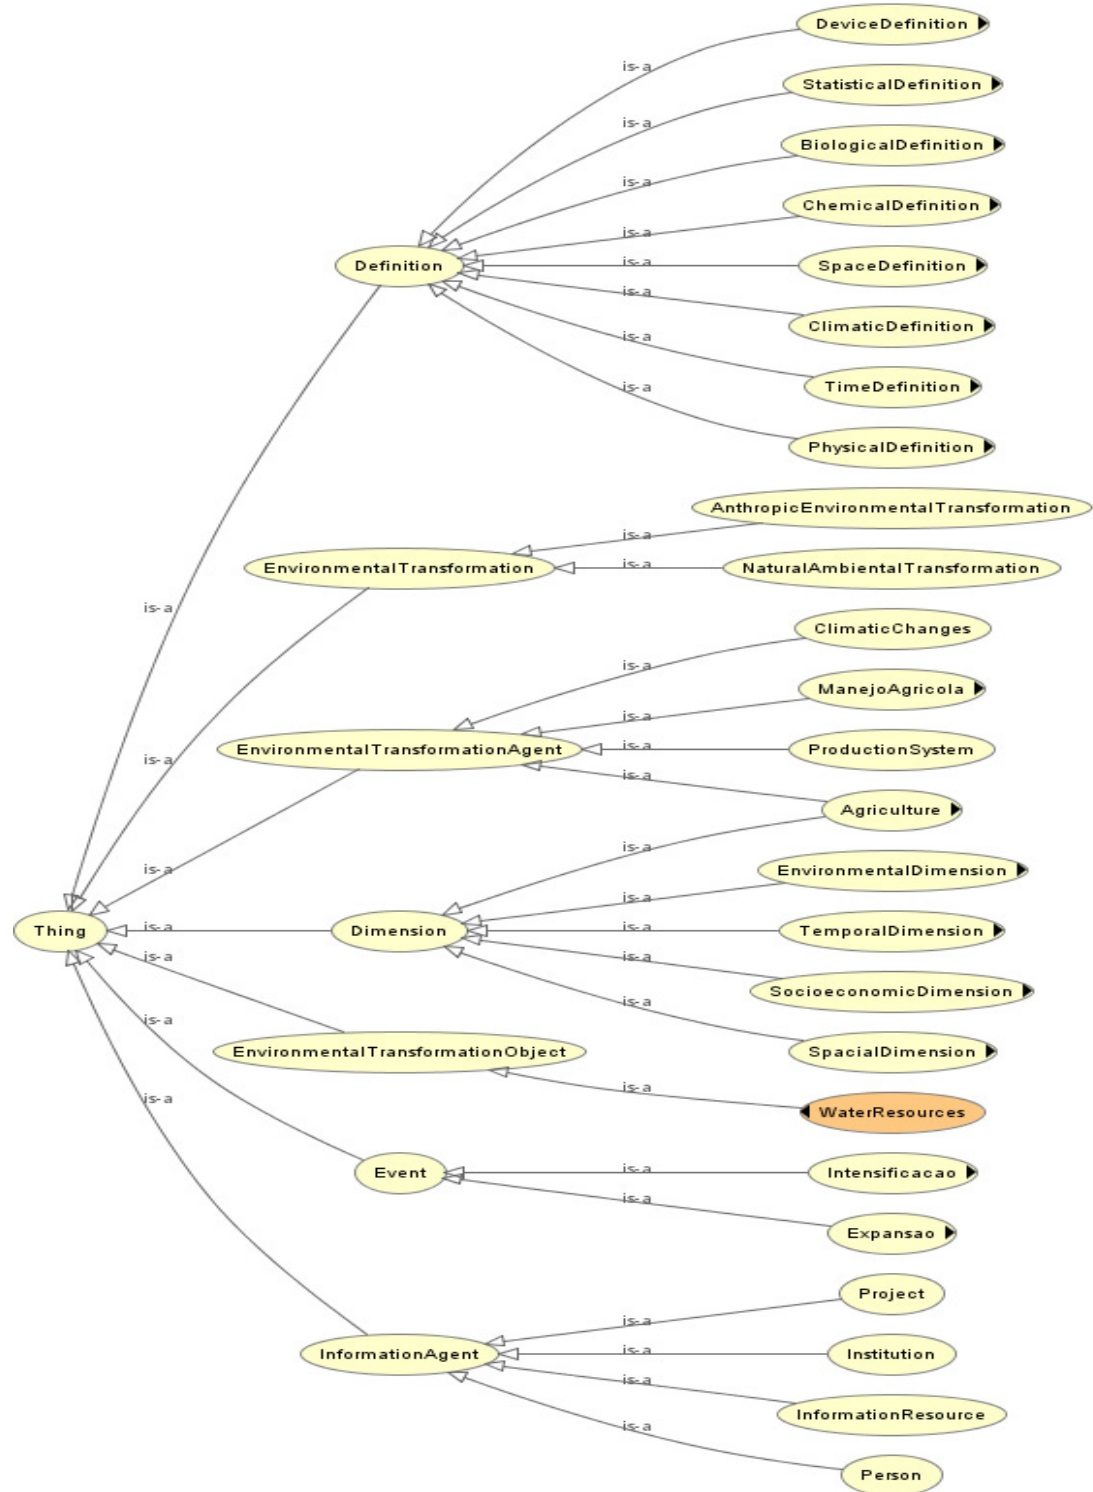 DeviceDefinition
is-a
StatisticalDefinition
is-a
BiologicalDefinition
is-a
ChemicalDefinition
is-a
Definition
is-a
SpaceDefinition
is-a
ClimaticDefinition
is-a
TimeDefinition
is-a
PhysicalDefinition
AnthropicEnvironmentalTransformation
is-a
EnvironmentalTransformation
is-a
NaturalAmbientalTransformation
is-a
ClimaticChanges
is-a
ManejoAgricola
is-a
EnvironmentalTransformationAgent
is-a
ProductionSystem
is-a
Agriculture
is-a
is-a
EnvironmentalDimension
is-a
Thing
is-a
Dimension
is-a
TemporalDimension
is-a
is-a
SocioeconomicDimension
is-a
is-a
EnvironmentalTransformationObject
SpacialDimension
is-a
is-a
WaterResources
Event
is-a
Intensificacao
Expansao
Project
is-a
InformationAgent
is-a
Institution
is-a
InformationResource
is-a
Person